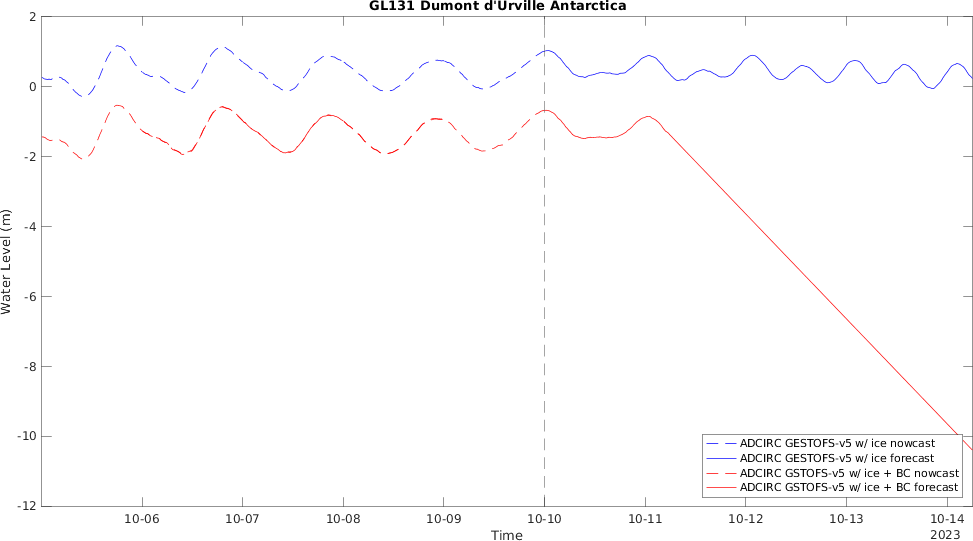 GL131 Dumont d'Urville Antarctica
2
0
-2
-4
-6
-8
-10
-12
Water Level (m)
ADCIRC GESTOFS-v5 w/ ice nowcast
ADCIRC GESTOFS-v5 w/ ice forecast
ADCIRC GSTOFS-v5 w/ ice + BC nowcast
ADCIRC GSTOFS-v5 w/ ice + BC forecast
10-06 10-07 10-08 10-09 10-10 10-11 10-12 10-13 10-14
2023
Time